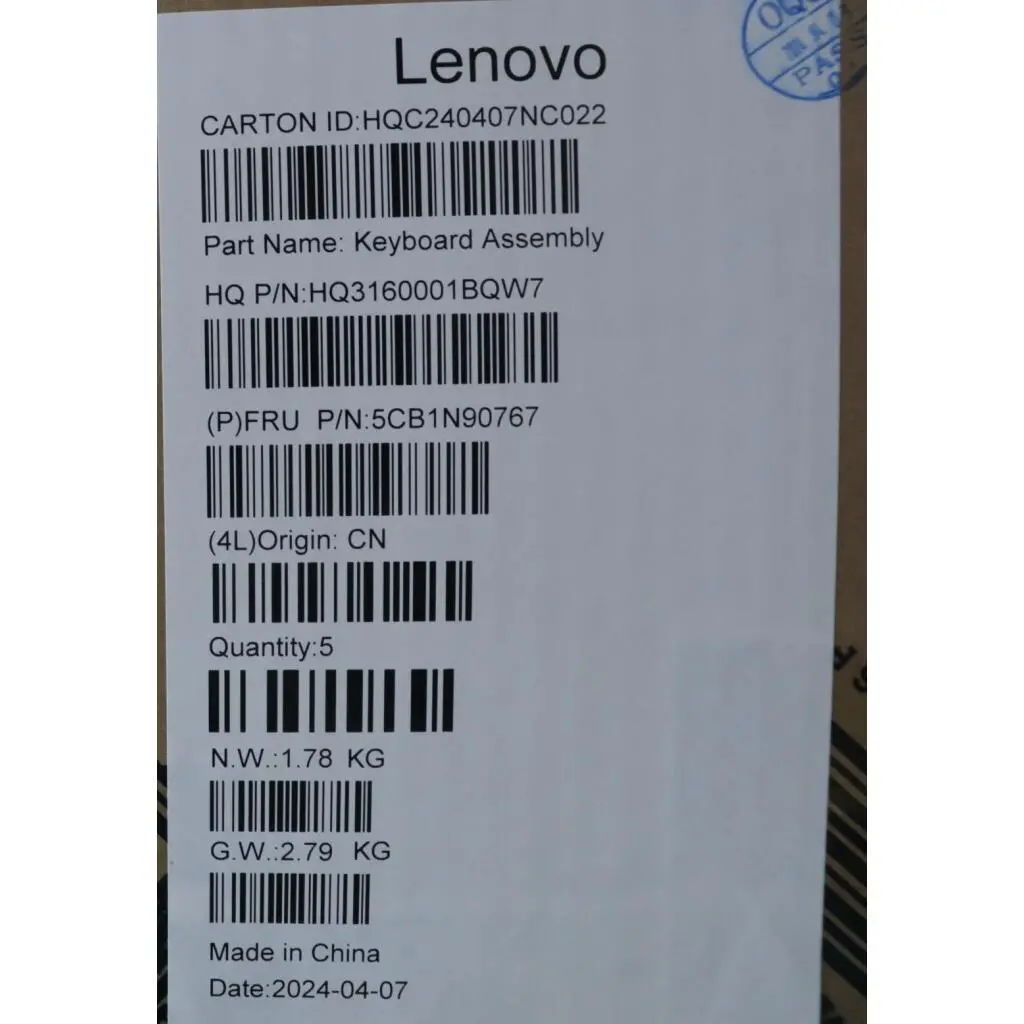 Lenovo
CARTON ID:HQC240407NC022
Part Name: Keyboard Assembly
HQ P/N:HQ3160001BQW7
(P)FRU P/N:5CB1N90767
(4L)Origin: CN
Quantity:5
N.W.:1.78 KG
G.W.:2.79 KG
Made in China
Date:2024-04-07